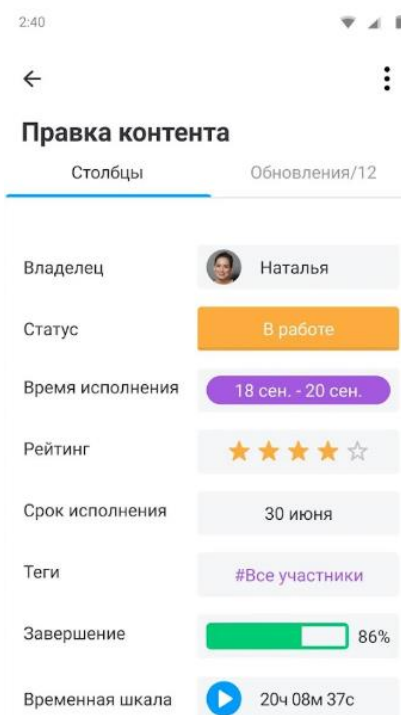 2:40
Правка контента
Столбцы Обновления/12
Владелец Наталья
Статус В работе
Время исполнения 18 сен. - 20 сен.
Рейтинг
Срок исполнения 30 июня
Теги #Все участники
Завершение 86%
Временная шкала 20ч 08м 37с